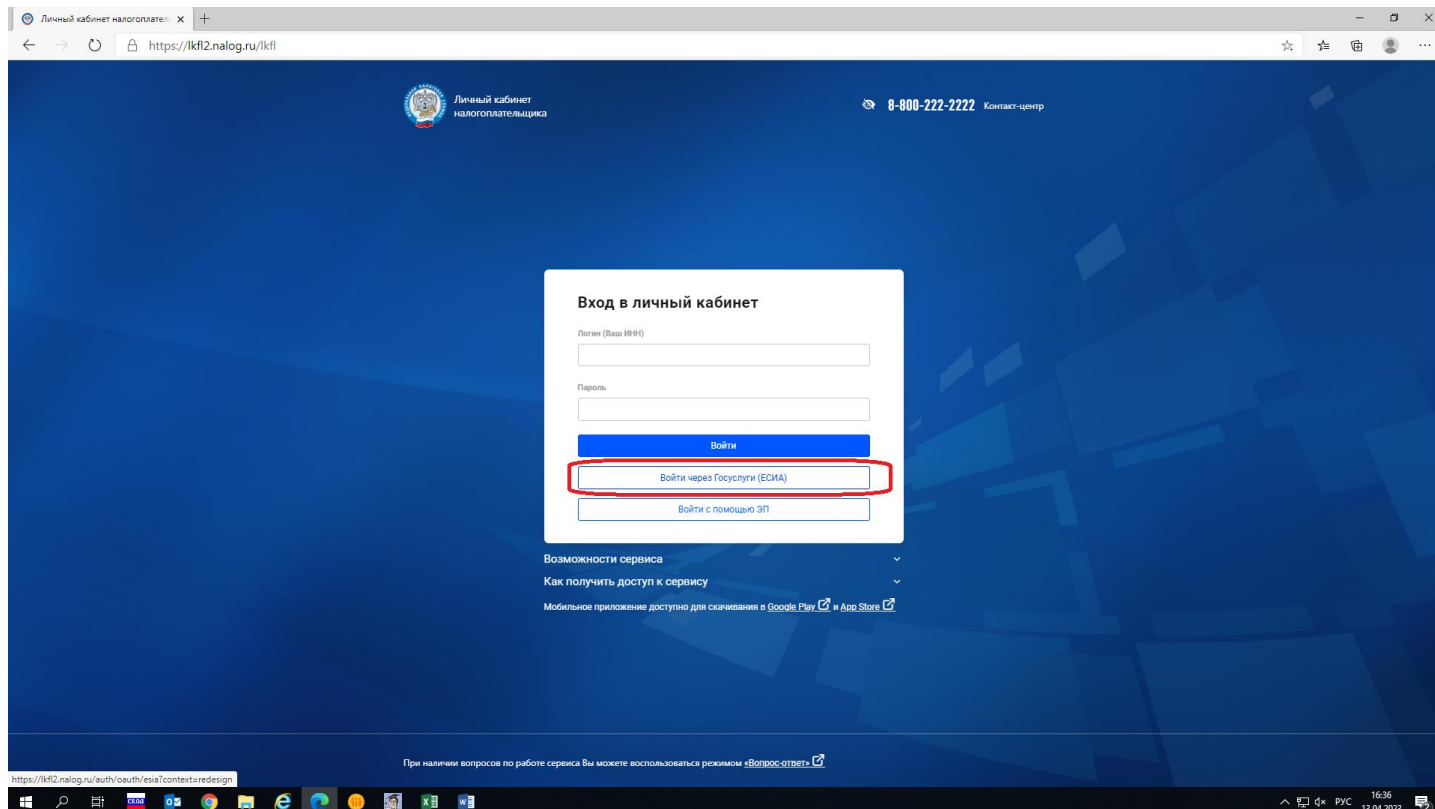 Личный кабинет налогоплател
https://lkfl2.nalog.ru/lkfl
Личный кабинет
налогоплательщика
8-800-222-2222 Контакт-центр
Вход в личный кабинет
Логин (Ваш ИНН)
Пароль
Войти
Войти через Госуслуги (ЕСИА)
Войти с помощью ЭП
Возможности сервиса
Как получить доступ к сервису
Мобильное приложение доступно для скачивания в Google Play и App Store
При наличии вопросов по работе сервиса Вы можете воспользоваться режимом «Вопрос-ответ»
https://lkfl2.nalog.ru/auth/oauth/esia?context=redesign
СВОД
РУС
16:36